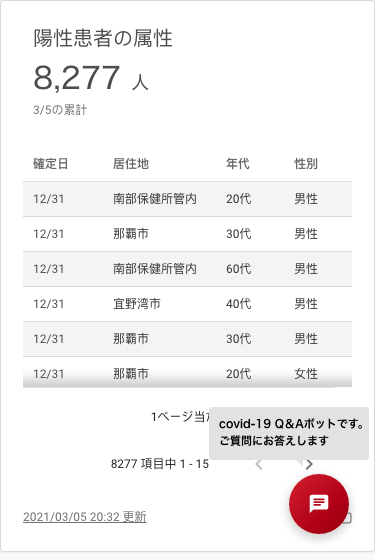 陽性患者の属性
8,277 人
3/5の累計
確定日 居住地 年代 性別
12/31 南部保健所管内 20代 男性
12/31 那覇市 30代 男性
12/31 南部保健所管内 60代 男性
12/31 宜野湾市 40代 男性
12/31 那覇市 30代 男性
12/31 那覇市 20代 女性
1ページ当
covid-19 Q&Aボットです。
ご質問にお答えします
8277 項目中 1 - 15
2021/03/05 20:32 更新